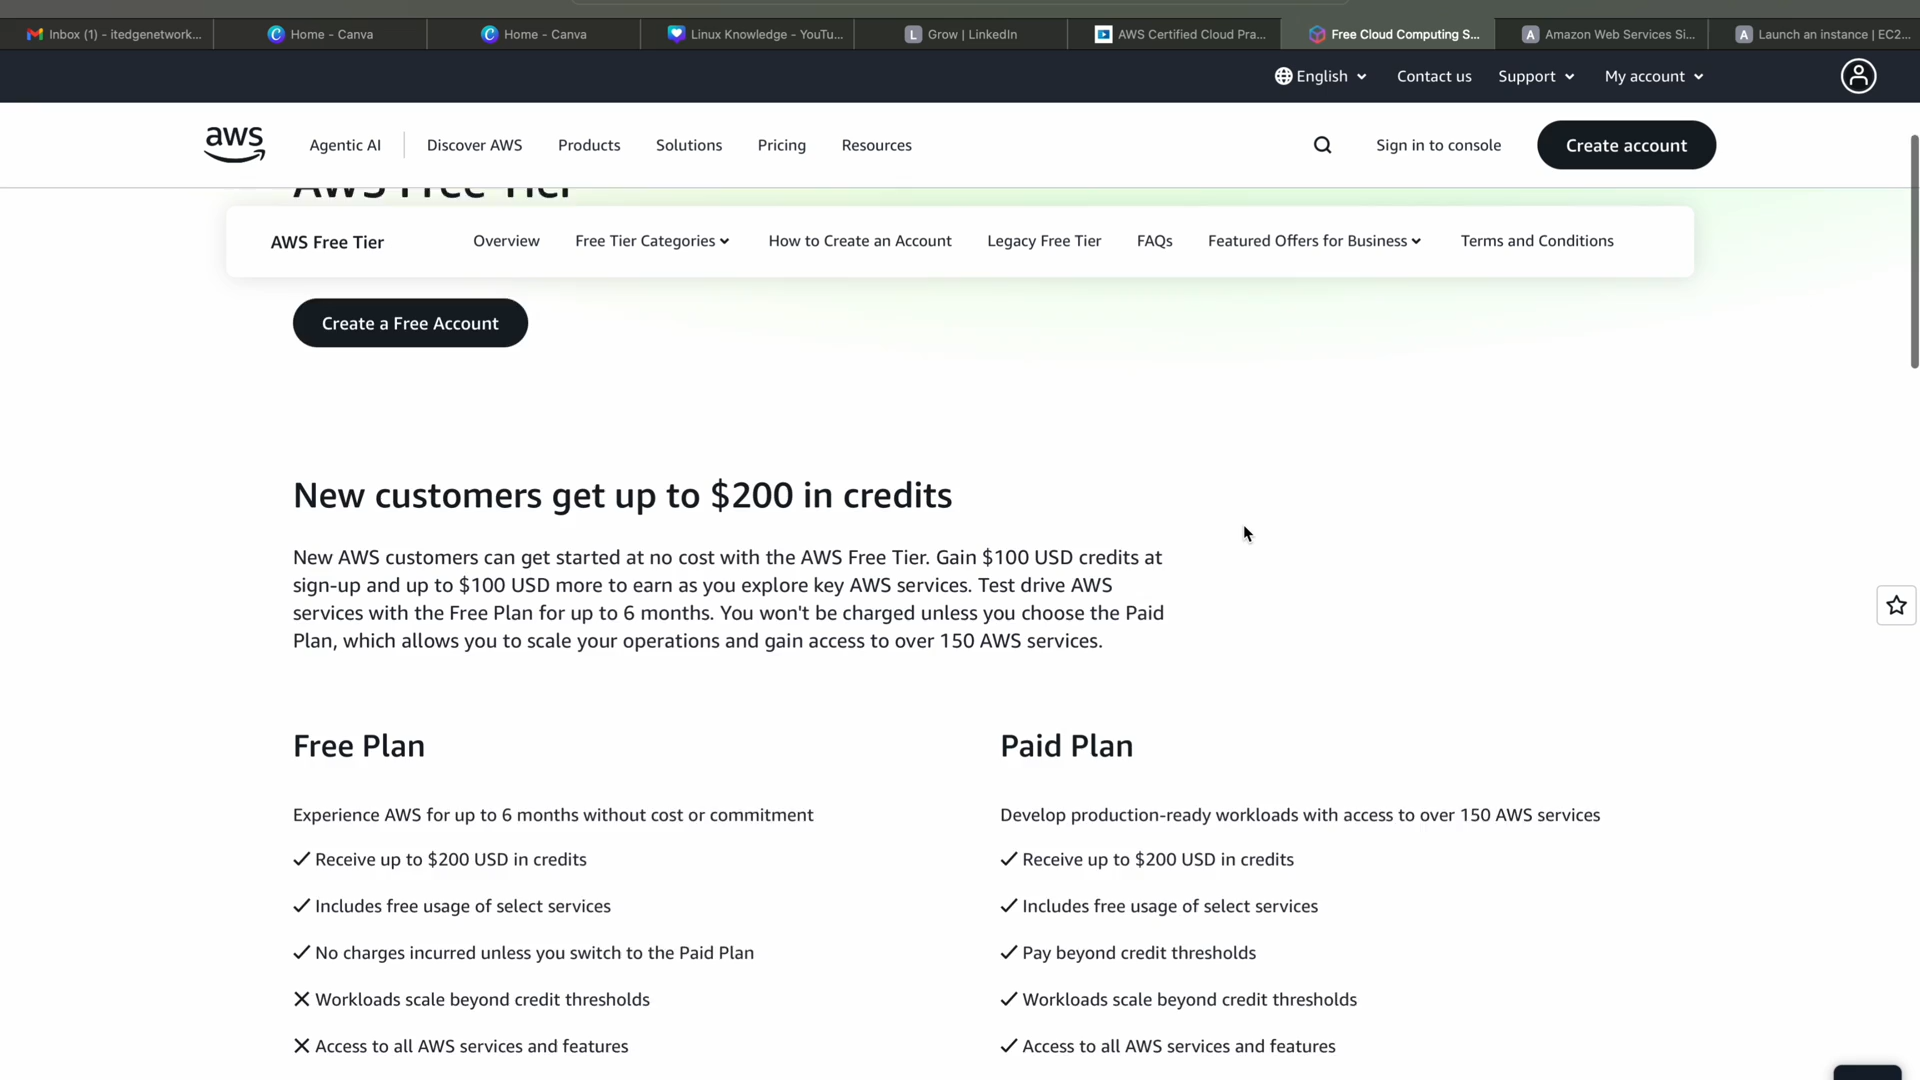 Inbox (1) - itedgenetwork...
Home - Canva
Home - Canva
Linux Knowledge - YouTu...
L
Grow | LinkedIn
AWS Certified Cloud Pra...
Free Cloud Computing S...
A
Amazon Web Services Si...
A
Launch an instance | EC2...
English
Contact us
Support
My account
aws
Agentic AI
Discover AWS
Products
Solutions
Pricing
Resources
Sign in to console
Create account
AWS Free Tier
AWS Free Tier
Overview
Free Tier Categories
How to Create an Account
Legacy Free Tier
FAQs
Featured Offers for Business
Terms and Conditions
Create a Free Account
New customers get up to $200 in credits
New AWS customers can get started at no cost with the AWS Free Tier. Gain $100 USD credits at
sign-up and up to $100 USD more to earn as you explore key AWS services. Test drive AWS
services with the Free Plan for up to 6 months. You won't be charged unless you choose the Paid
Plan, which allows you to scale your operations and gain access to over 150 AWS services.
Free Plan
Experience AWS for up to 6 months without cost or commitment
Receive up to $200 USD in credits
Includes free usage of select services
No charges incurred unless you switch to the Paid Plan
Workloads scale beyond credit thresholds
Access to all AWS services and features
Paid Plan
Develop production-ready workloads with access to over 150 AWS services
Receive up to $200 USD in credits
Includes free usage of select services
Pay beyond credit thresholds
Workloads scale beyond credit thresholds
Access to all AWS services and features